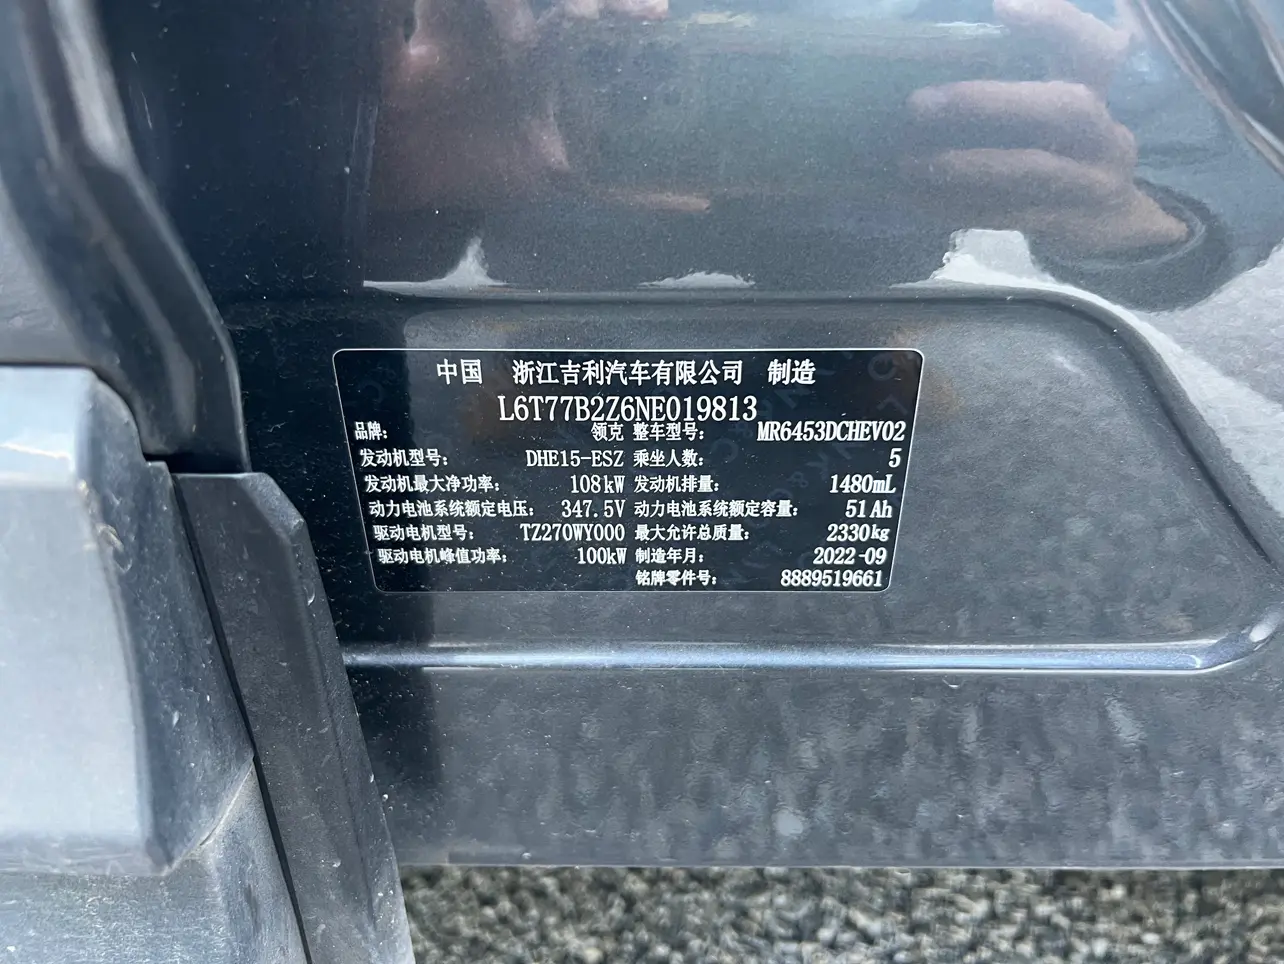 中国 浙江吉利汽车有限公司 制造
L6T77B2Z6NE019813
品牌： 领克 整车型号： MR6453DCHEV02
发动机型号： DHE15-ESZ 乘坐人数： 5
发动机最大净功率： 108kW 发动机排量： 1480mL
动力电池系统额定电压： 347.5V 动力电池系统额定容量： 51Ah
驱动电机型号： TZ270WY000 最大允许总质量： 2330kg
驱动电机峰值功率： 100kW 制造年月： 2022-09
铭牌零件号： 8889519661